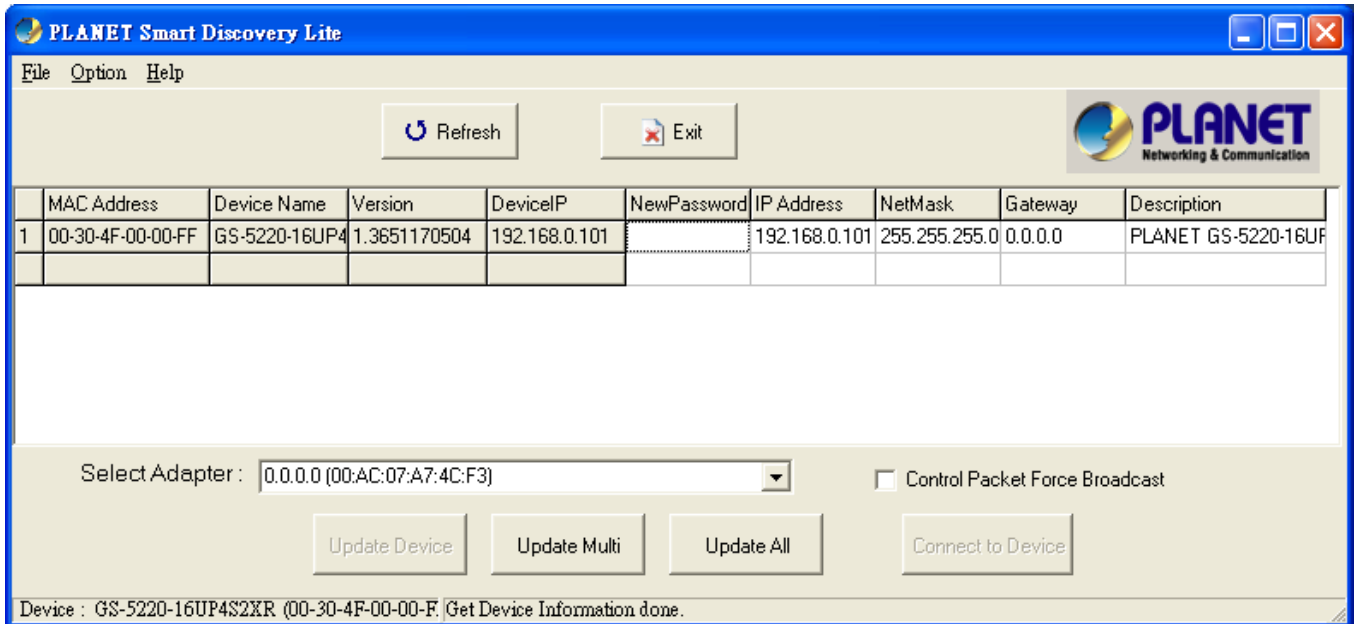 PLANET Smart Discovery Lite
File Option Help
Refresh Exit
PLANET
Networking & Communication
MAC Address Device Name Version DeviceIP NewPassword IP Address NetMask Gateway Description
1 00-30-4F-00-00-FF GS-5220-16UP4 1.3651170504 192.168.0.101 192.168.0.101 255.255.255.0 0.0.0.0 PLANET GS-5220-16UP
Select Adapter : 0.0.0.0 (00:AC:07:A7:4C:F3) Control Packet Force Broadcast
Update Device Update Multi Update All Connect to Device
Device : GS-5220-16UP4S2XR (00-30-4F-00-00-F. Get Device Information done.